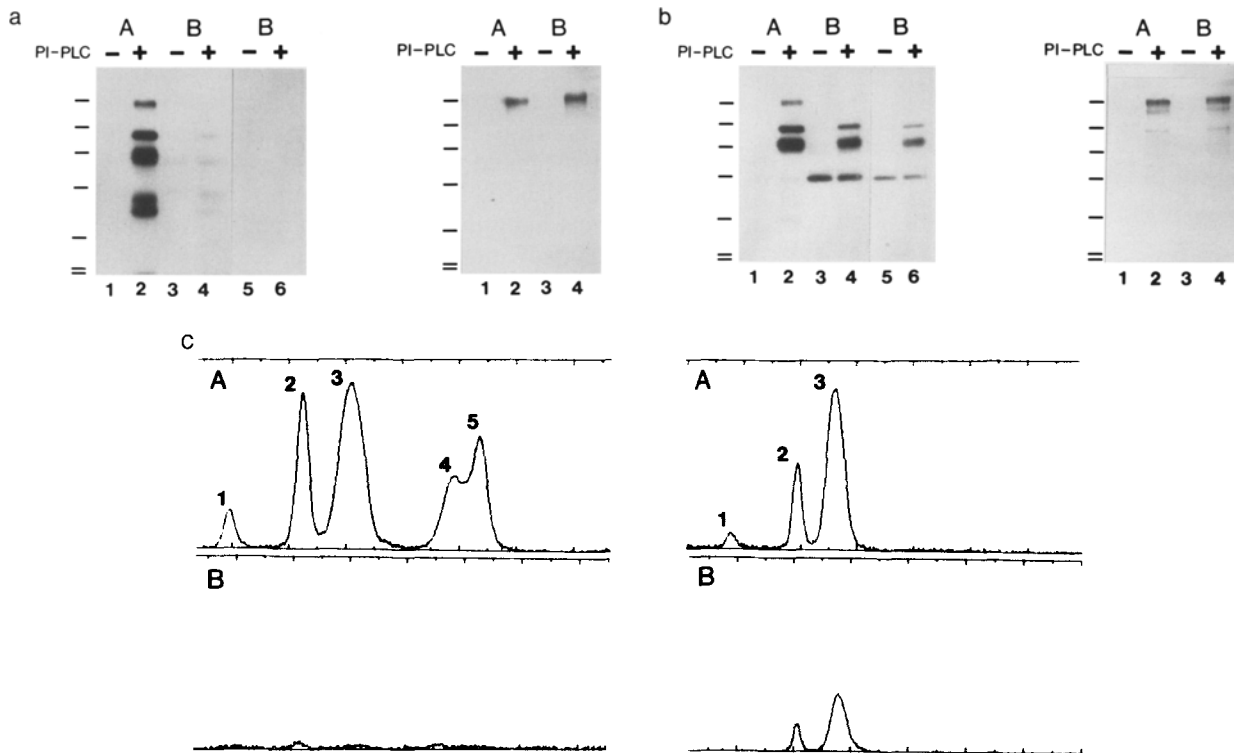 a
A B B
PI-PLC - + - + - +
1 2 3 4 5 6
A B
PI-PLC - + - +
1 2 3 4
b
A B B
PI-PLC - + - + - +
1 2 3 4 5 6
A B
PI-PLC - + - +
1 2 3 4
C
A
1 2 3 4 5
B
A
1 2 3
B